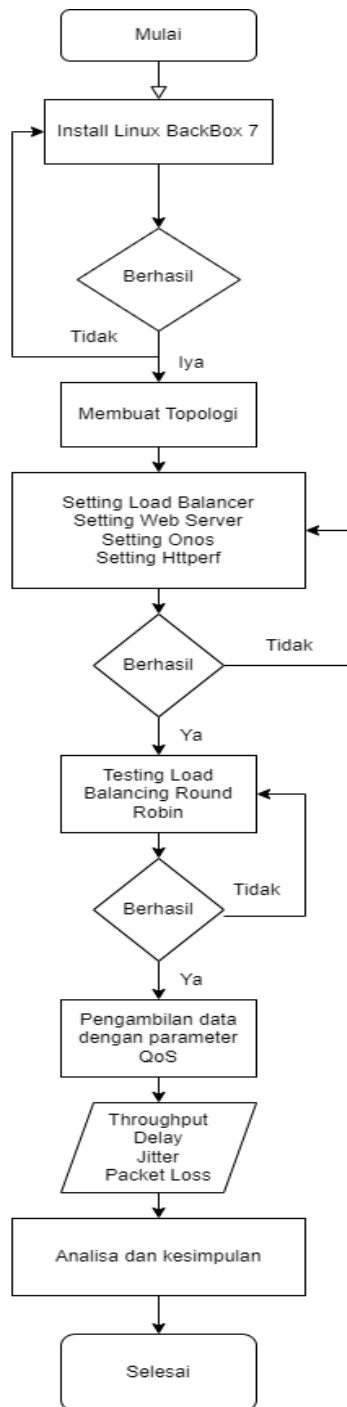 Mulai
Install Linux BackBox 7
Berhasil
Tidak
Iya
Membuat Topologi
Setting Load Balancer
Setting Web Server
Setting Onos
Setting Httperf
Berhasil
Tidak
Ya
Testing Load
Balancing Round
Robin
Berhasil
Tidak
Ya
Pengambilan data
dengan parameter
QoS
Throughput
Delay
Jitter
Packet Loss
Analisa dan kesimpulan
Selesai